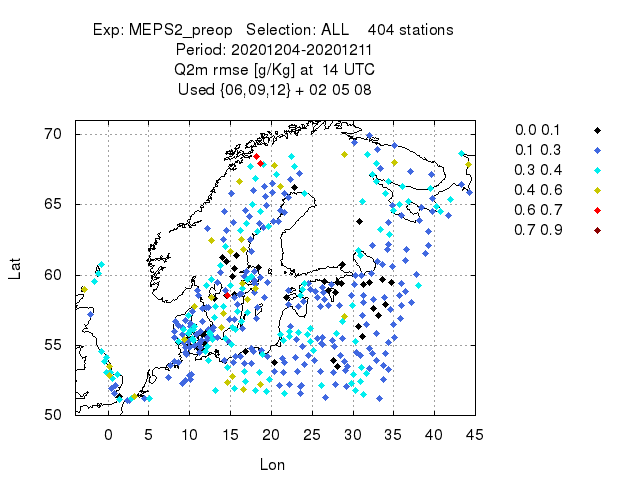 Exp: MEPS2_preop   Selection: ALL    404 stations
Period: 20201204-20201211
Q2m rmse [g/Kg] at  14 UTC
Used {06,09,12} + 02 05 08
70
65
60
55
50
Lat
0 5 10 15 20 25 30 35 40 45
Lon
0.0 0.1
0.1 0.3
0.3 0.4
0.4 0.6
0.6 0.7
0.7 0.9